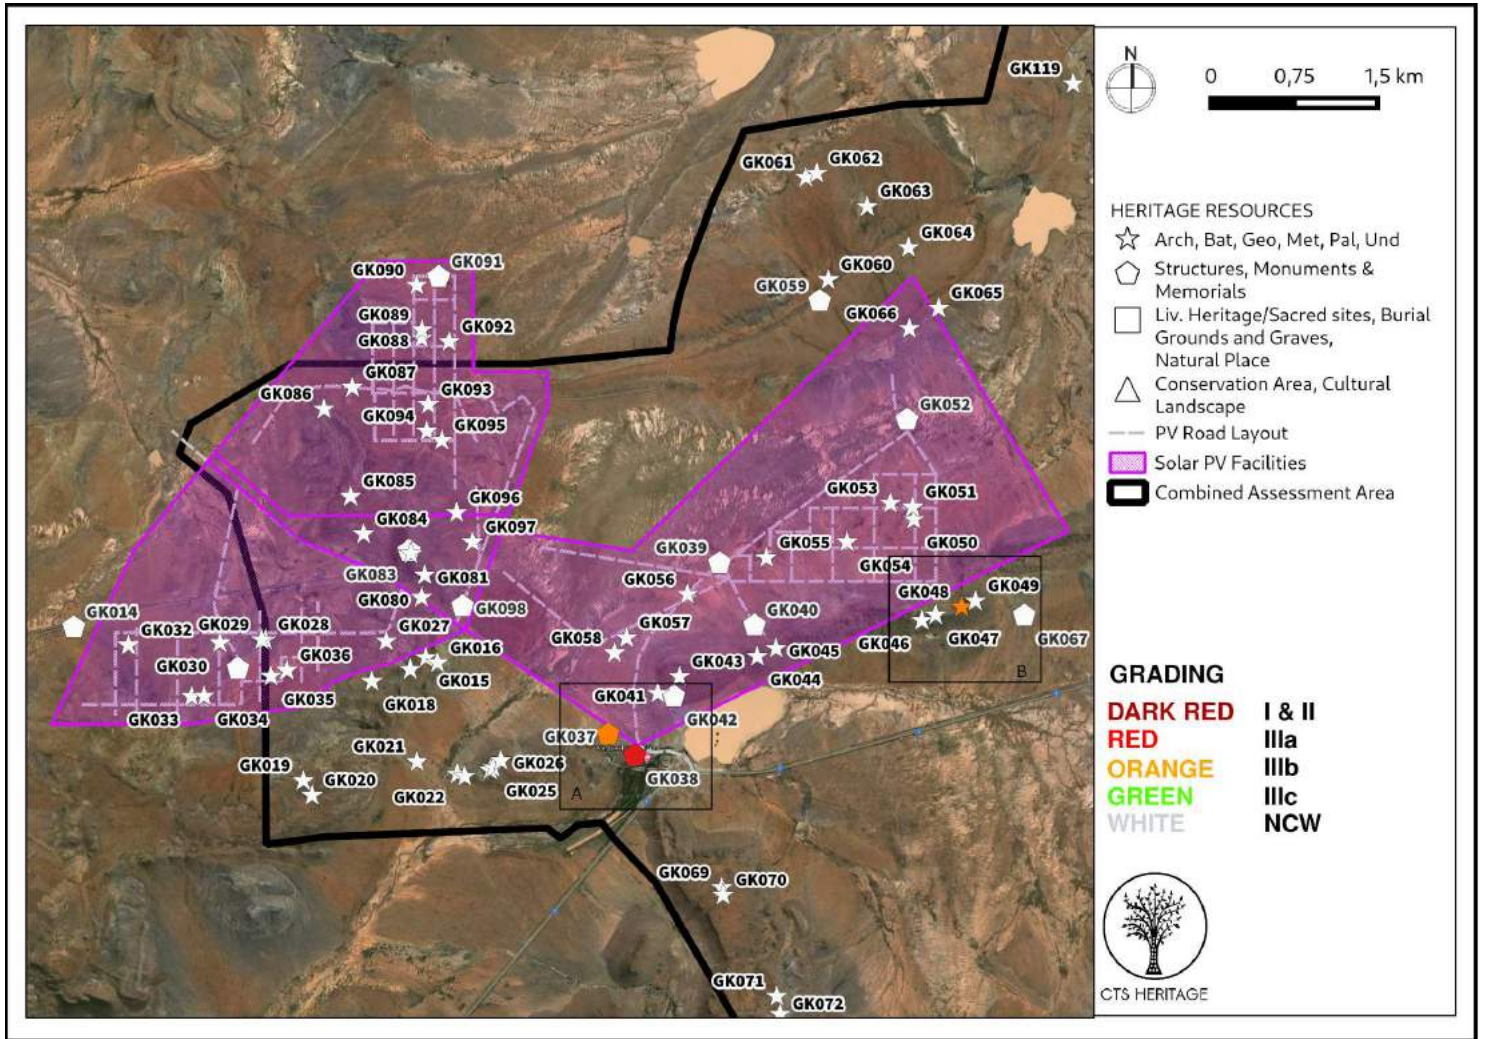 GK119
GK061
GK062
GK063
GK064
GK060
GK059
GK065
GK066
GK090
GK091
GK089
GK088
GK092
GK087
GK086
GK093
GK094
GK095
GK052
GK085
GK096
GK053
GK051
GK084
GK097
GK039
GK055
GK050
GK054
GK083
GK081
GK056
GK080
GK098
GK040
GK048
GK049
GK014
GK032
GK029
GK028
GK027
GK058
GK057
GK046
GK047
GK067
GK030
GK036
GK016
GK015
GK043
GK045
GK044
B
GK033
GK034
GK035
GK018
GK041
GK042
GK037
GK038
GK021
GK019
GK020
GK026
GK022
GK025
A
GK069
GK070
GK071
GK072
N
0 0,75 1,5 km
HERITAGE RESOURCES
Arch, Bat, Geo, Met, Pal, Und
Structures, Monuments &
Memorials
Liv. Heritage/Sacred sites, Burial
Grounds and Graves,
Natural Place
Conservation Area, Cultural
Landscape
PV Road Layout
Solar PV Facilities
Combined Assessment Area
GRADING
DARK RED I & II
RED IIIa
ORANGE IIIb
GREEN IIIc
WHITE NCW
CTS HERITAGE